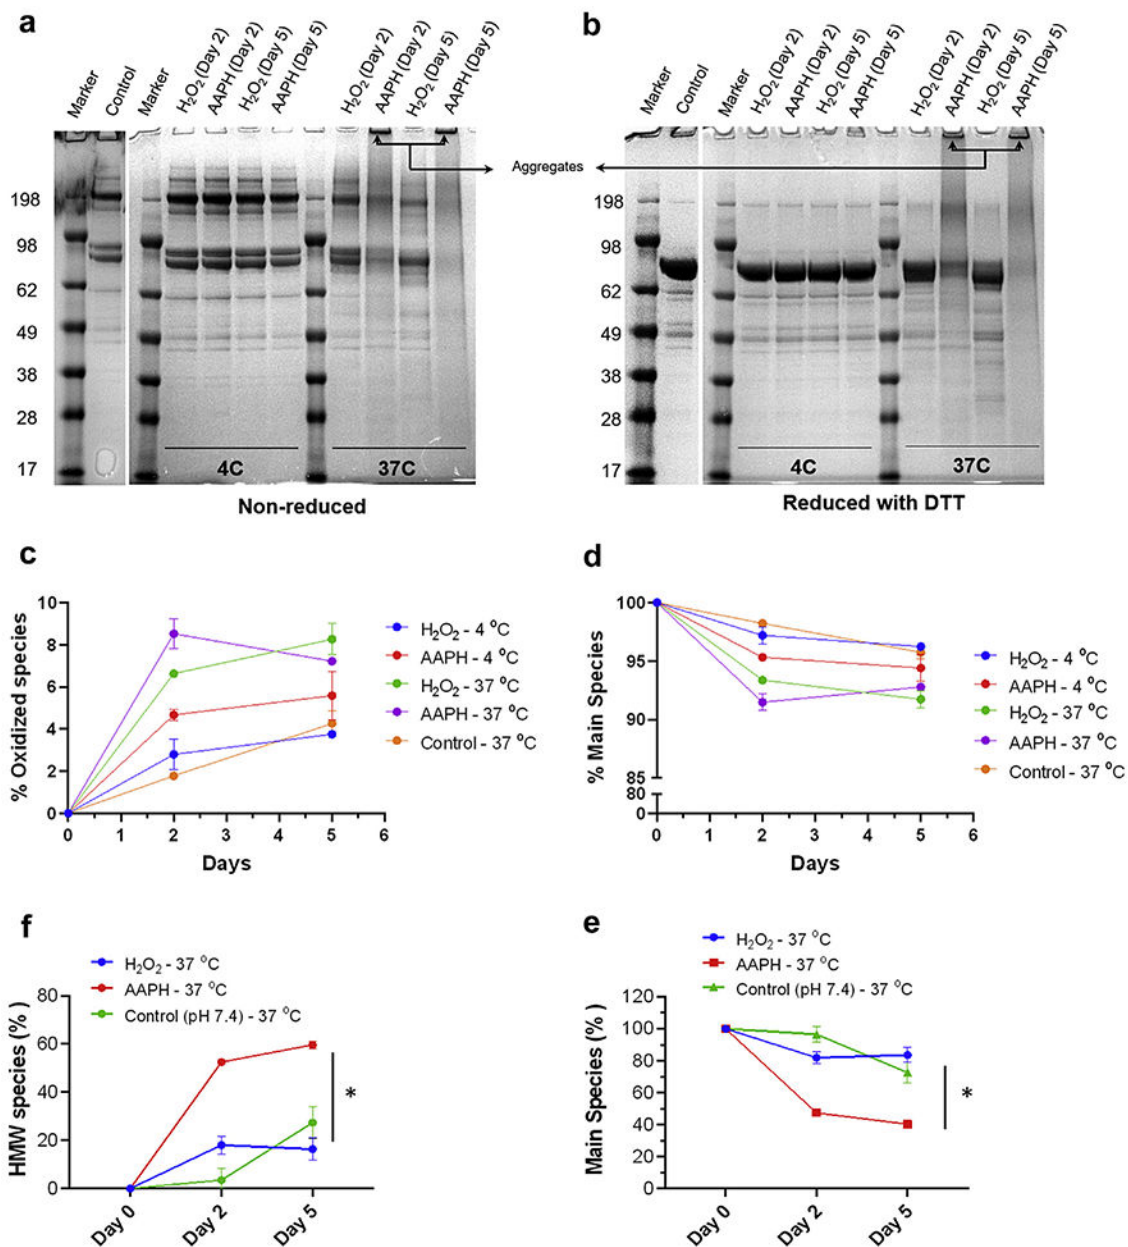 a
Marker
Control
Marker
H₂O₂ (Day 2)
AAPH (Day 2)
H₂O₂ (Day 5)
AAPH (Day 5)
H₂O₂ (Day 2)
AAPH (Day 2)
H₂O₂ (Day 5)
AAPH (Day 5)
198
98
62
49
38
28
17
4C
37C
Non-reduced
Aggregates
b
Marker
Control
Marker
H₂O₂ (Day 2)
AAPH (Day 2)
H₂O₂ (Day 5)
AAPH (Day 5)
H₂O₂ (Day 2)
AAPH (Day 2)
H₂O₂ (Day 5)
AAPH (Day 5)
198
98
62
49
38
28
17
4C
37C
Reduced with DTT
c
% Oxidized species
10
8
6
4
2
0
0 1 2 3 4 5 6
Days
H₂O₂ - 4 °C
AAPH - 4 °C
H₂O₂ - 37 °C
AAPH - 37 °C
Control - 37 °C
d
% Main Species
100
95
90
85
80
0
0 1 2 3 4 5 6
Days
H₂O₂ - 4 °C
AAPH - 4 °C
H₂O₂ - 37 °C
AAPH - 37 °C
Control - 37 °C
f
H₂O₂ - 37 °C
AAPH - 37 °C
Control (pH 7.4) - 37 °C
HMW species (% )
80
60
40
20
0
Day 0 Day 2 Day 5
*
e
H₂O₂ - 37 °C
AAPH - 37 °C
Control (pH 7.4) - 37 °C
Main Species (% )
120
100
80
60
40
20
0
Day 0 Day 2 Day 5
*